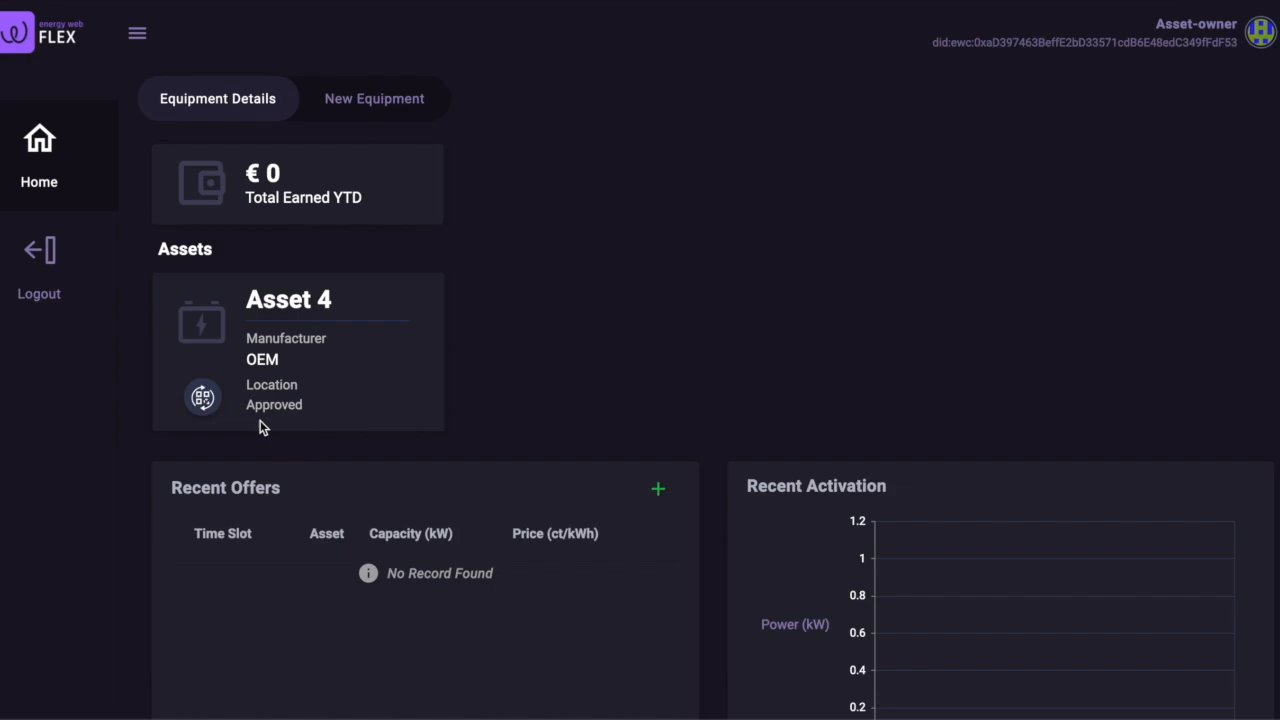 energy web
FLEX
Asset-owner
did:ewc:0xaD397463BeffE2bD33571cdB6E48edC349fFdF53
Equipment Details
New Equipment
Home
Logout
€ 0
Total Earned YTD
Assets
Asset 4
Manufacturer
OEM
Location
Approved
Recent Offers
+
Time Slot Asset Capacity (kW) Price (ct/kWh)
No Record Found
Recent Activation
1.2
1
0.8
Power (kW)
0.6
0.4
0.2